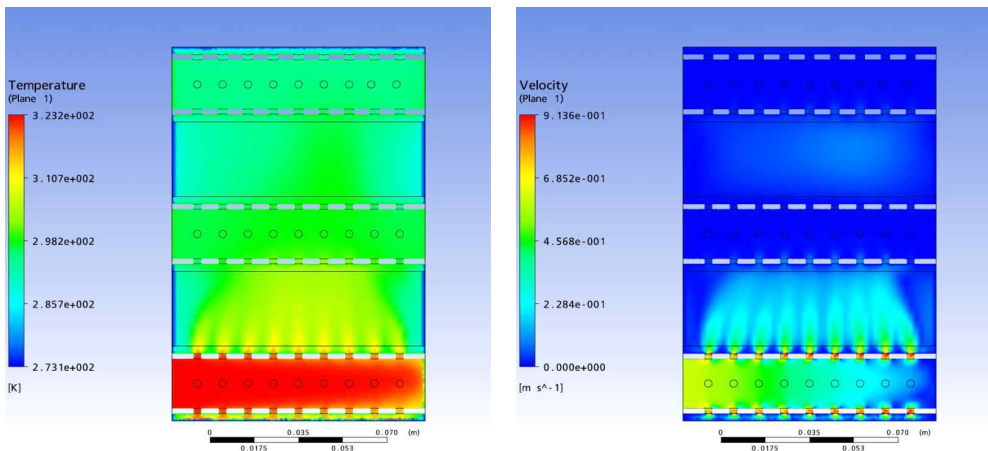 Temperature
(Plane 1)
3.232e+002
3.107e+002
2.982e+002
2.857e+002
2.731e+002
[K]
0 0.035 0.070 (m)
0.0175 0.053
Velocity
(Plane 1)
9.136e-001
6.852e-001
4.568e-001
2.284e-001
0.000e+000
[m s^-1]
0 0.035 0.070 (m)
0.0175 0.053